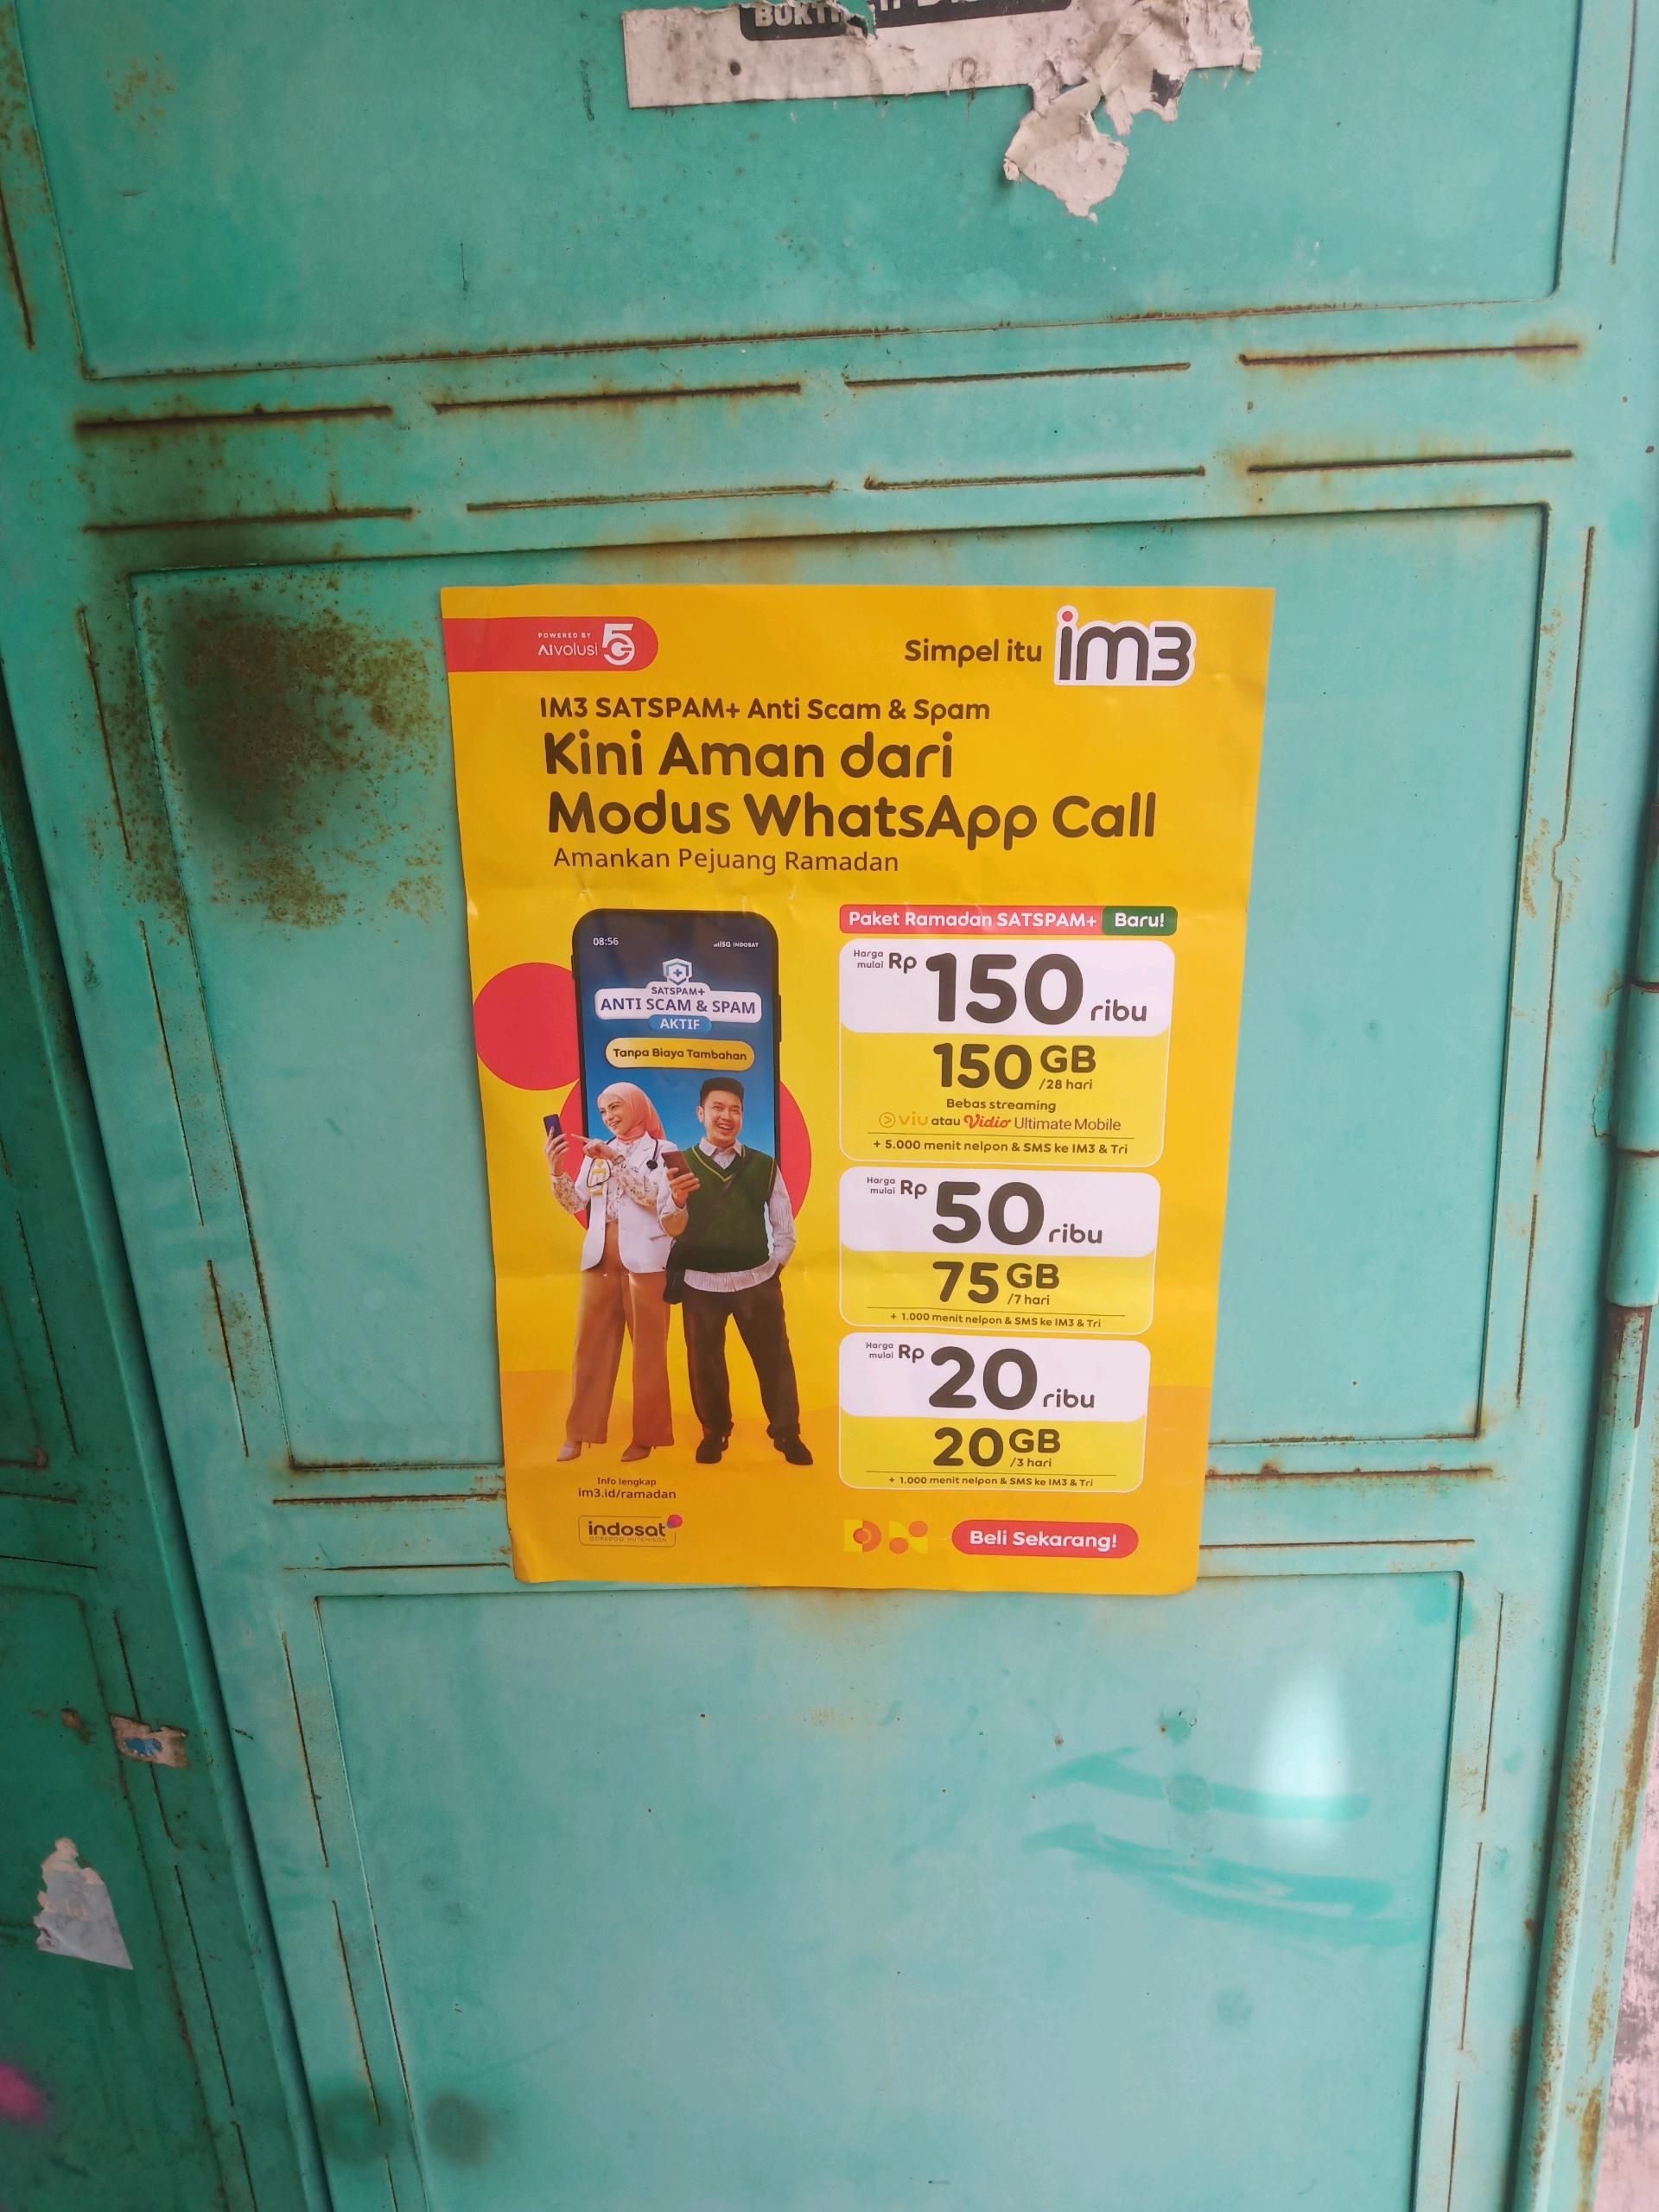 BUKTI
POWERED BY
AIvolusi 5G
Simpel itu im3
IM3 SATSPAM+ Anti Scam & Spam
Kini Aman dari
Modus WhatsApp Call
Amankan Pejuang Ramadan
08:56
5G INDOSAT
SATSPAM+
ANTI SCAM & SPAM
AKTIF
Tanpa Biaya Tambahan
Paket Ramadan SATSPAM+ Baru!
Harga mulai Rp 150 ribu
150 GB
/28 hari
Bebas streaming
viu atau Vidio Ultimate Mobile
+ 5.000 menit nelpon & SMS ke IM3 & Tri
Harga mulai Rp 50 ribu
75 GB
/7 hari
+ 1.000 menit nelpon & SMS ke IM3 & Tri
Harga mulai Rp 20 ribu
20 GB
/3 hari
+ 1.000 menit nelpon & SMS ke IM3 & Tri
Info lengkap
im3.id/ramadan
indosat
OOREDOO HUTCHISON
Beli Sekarang!